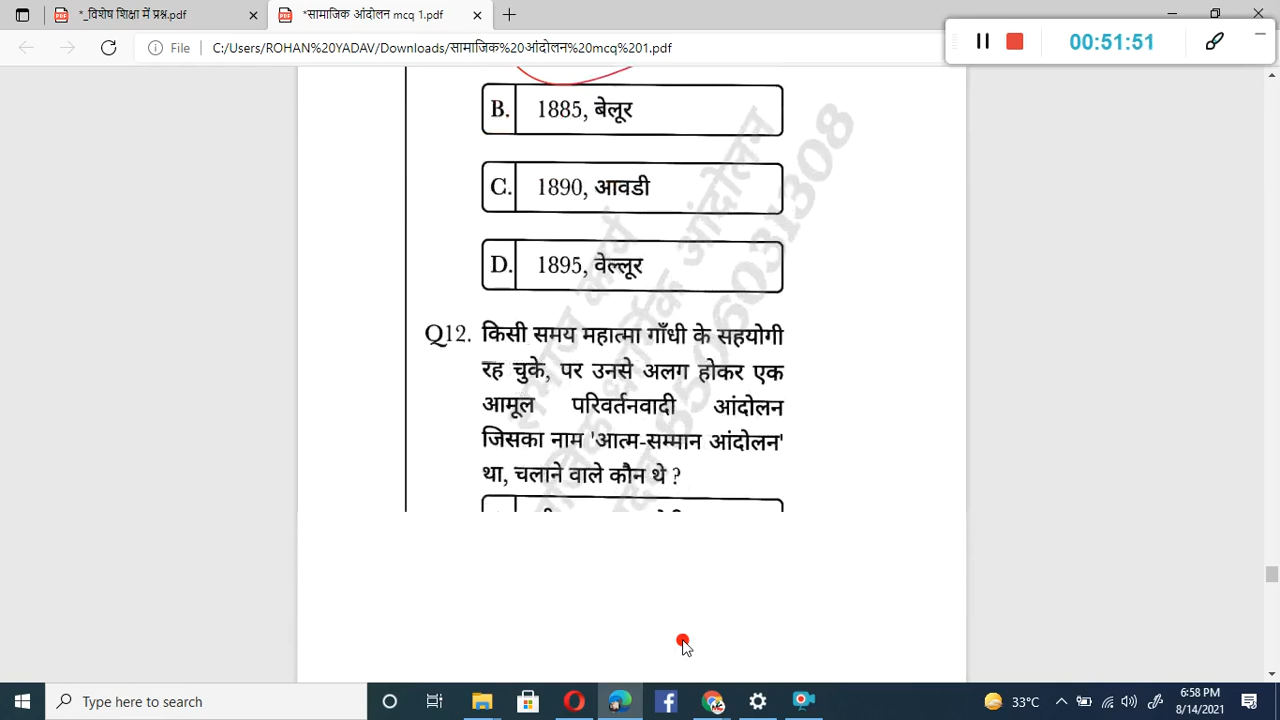 *_विशेष शिक्षा में प्रश्न.pdf
*सामाजिक आंदोलन mcq 1.pdf
File
C:/Users/ROHAN%20YADAV/Downloads/सामाजिक%20आंदोलन%20mcq%201.pdf
00:51:51
B. 1885, बेलूर
C. 1890, आवडी
D. 1895, वेल्लूर
Q12. किसी समय महात्मा गाँधी के सहयोगी
रह चुके, पर उनसे अलग होकर एक
आमूल परिवर्तनवादी आंदोलन
जिसका नाम 'आत्म-सम्मान आंदोलन'
था, चलाने वाले कौन थे ?
Type here to search
33°C
6:58 PM
8/14/2021